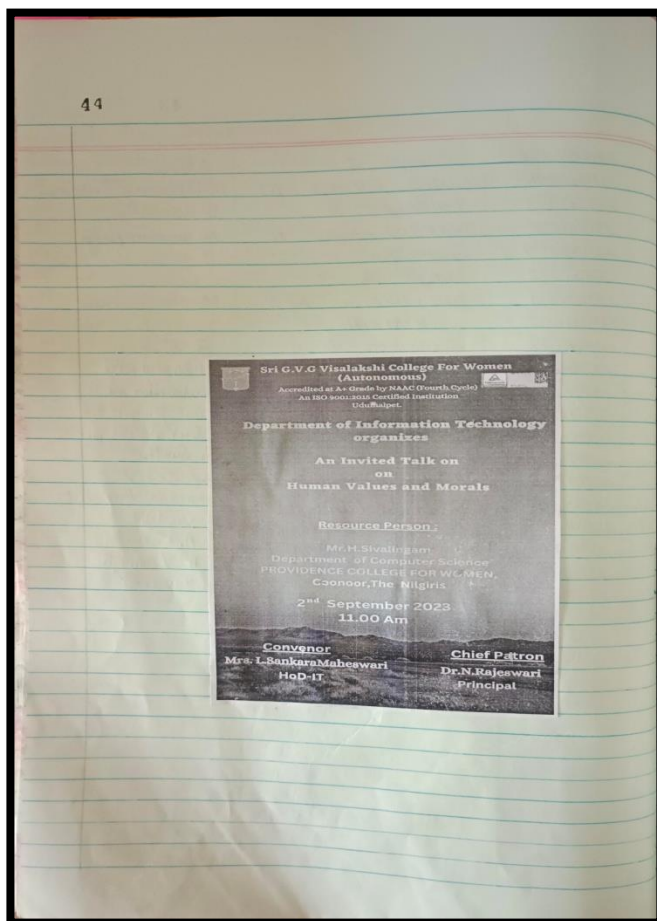 44
Sri G.V.G Visalakshi College For Women
(Autonomous)
Accredited at A+ Grade by NAAC (Fourth Cycle)
An ISO 9001:2015 Certified Institution
Udumalpet.
Department of Information Technology
organizes
An Invited Talk on
on
Human Values and Morals
Resource Person :
Mr.H.Sivalingam
Department of Computer Science
PROVIDENCE COLLEGE FOR WOMEN,
Coonoor,The Nilgiris
2nd September 2023
11.00 Am
Convenor
Mrs. L.SankaraMaheswari
HoD-IT
Chief Patron
Dr.N.Rajeswari
Principal